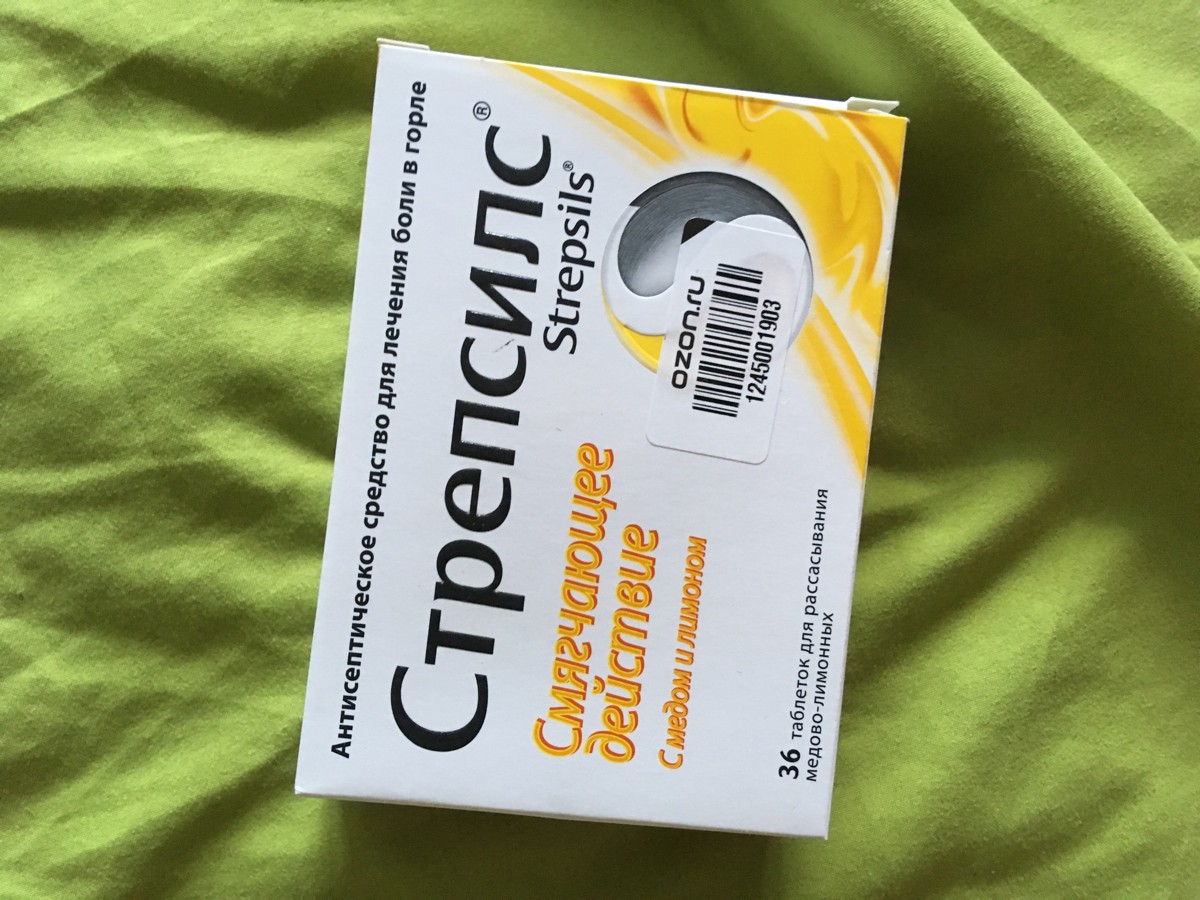 Антисептическое средство для лечения боли в горле
Стрепсилс®
Strepsils®
Смягчающее
действие
С медом и лимоном
ozon.ru
1245001903
36 таблеток для рассасывания
медово-лимонных